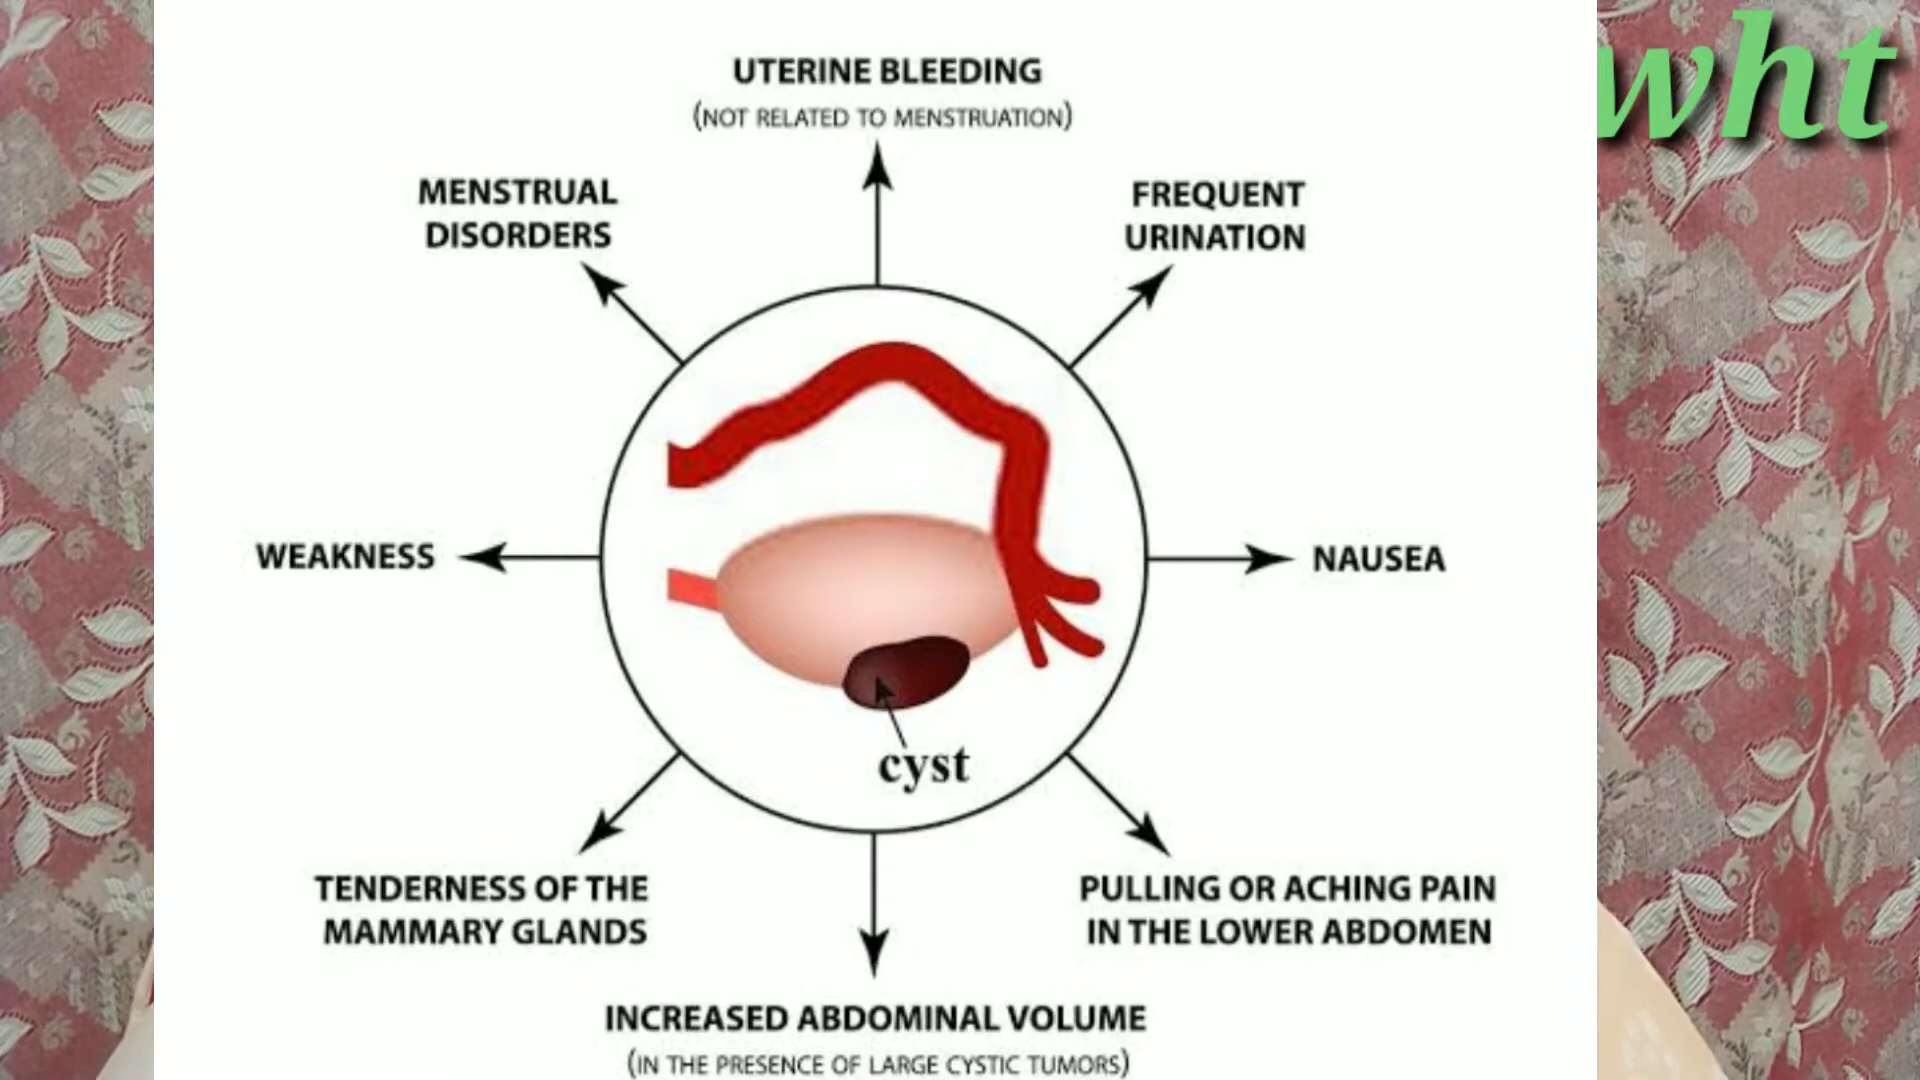 wht
UTERINE BLEEDING
(NOT RELATED TO MENSTRUATION)
MENSTRUAL
DISORDERS
FREQUENT
URINATION
WEAKNESS
NAUSEA
cyst
TENDERNESS OF THE
MAMMARY GLANDS
PULLING OR ACHING PAIN
IN THE LOWER ABDOMEN
INCREASED ABDOMINAL VOLUME
(IN THE PRESENCE OF LARGE CYSTIC TUMORS)